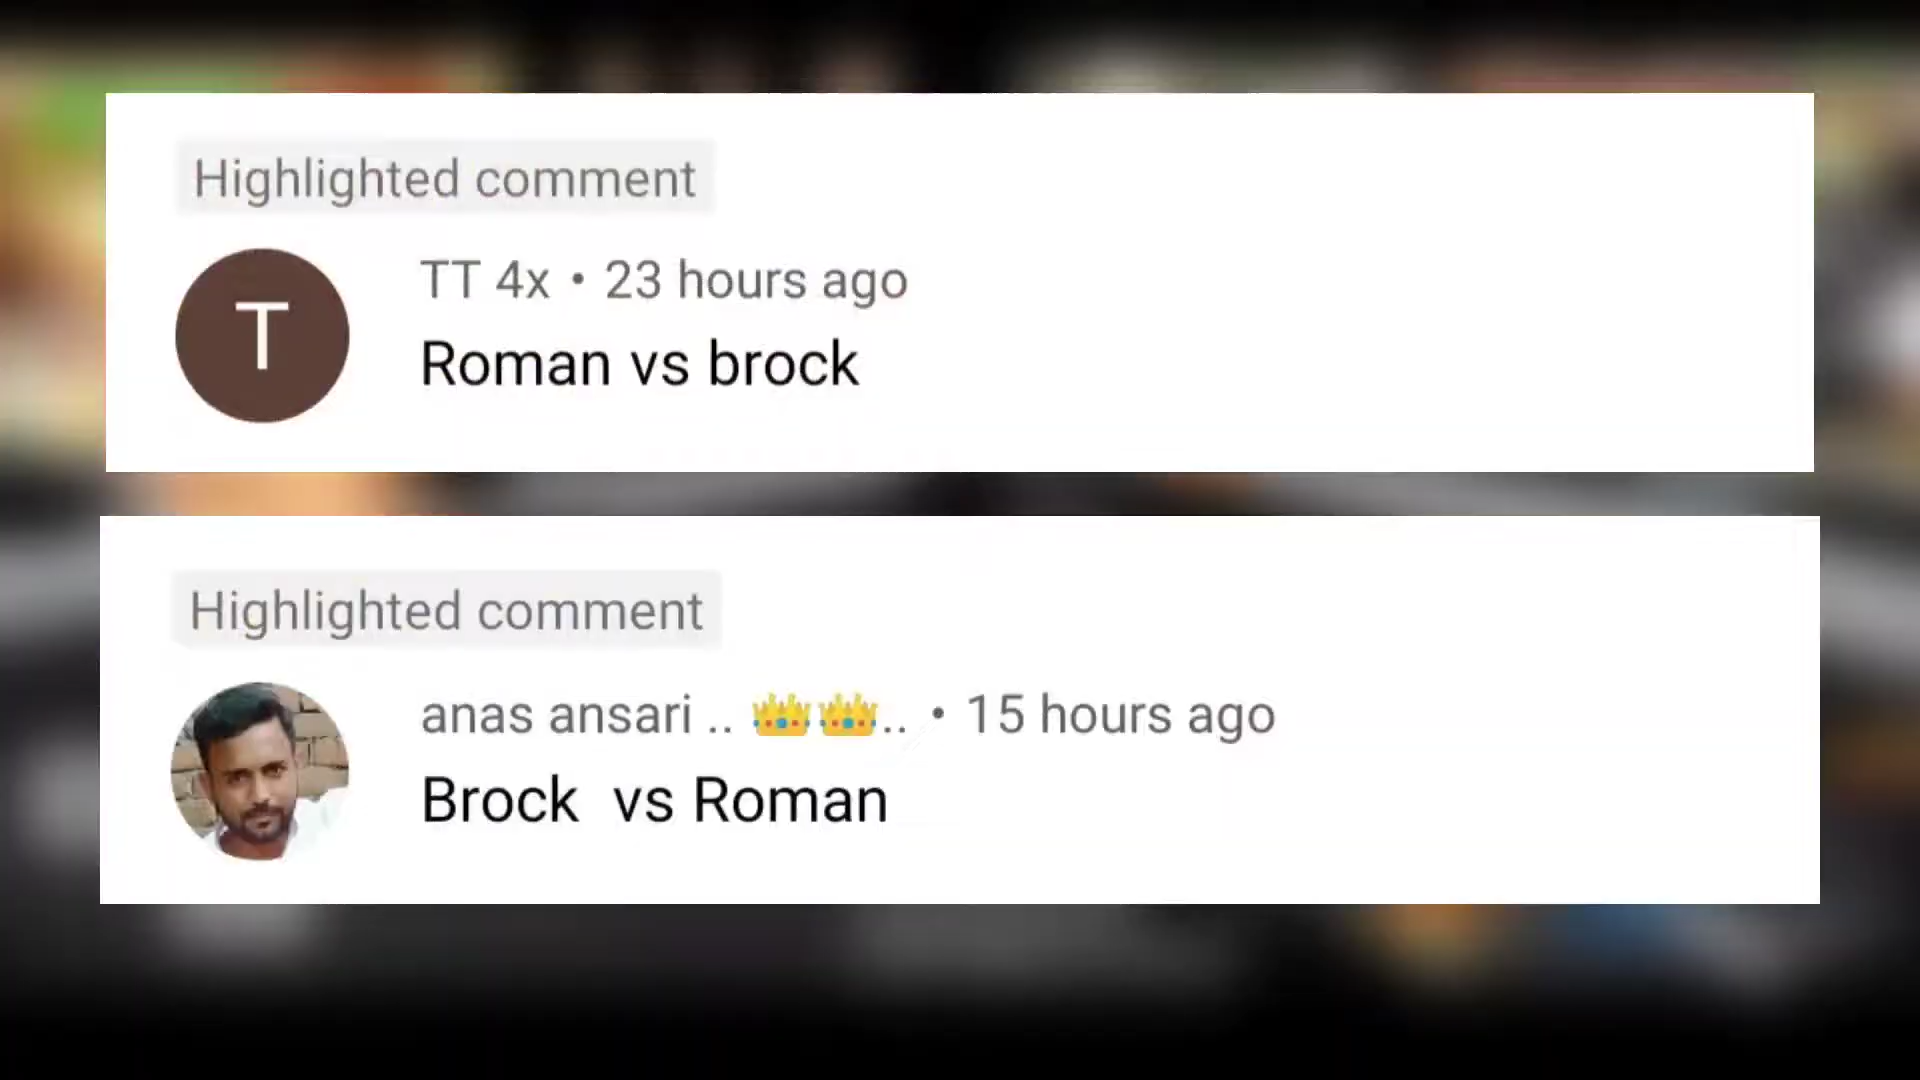 Highlighted comment
T
TT 4x • 23 hours ago
Roman vs brock
Highlighted comment
anas ansari .. 👑👑.. • 15 hours ago
Brock  vs Roman